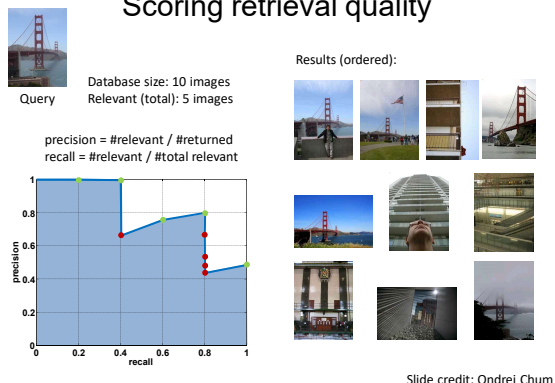 Scoring retrieval quality
Query
Database size: 10 images
Relevant (total): 5 images
precision = #relevant / #returned
recall = #relevant / #total relevant
1
0.8
0.6
0.4
0.2
0
precision
0 0.2 0.4 0.6 0.8 1
recall
Results (ordered):
Slide credit: Ondrej Chum